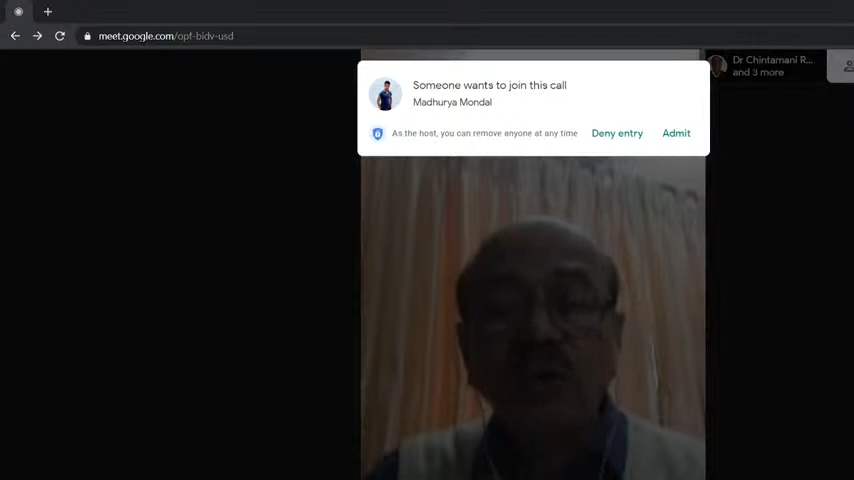 meet.google.com/opf-bidv-usd
Dr Chintamani R...
and 3 more
Someone wants to join this call
Madhurya Mondal
As the host, you can remove anyone at any time
Deny entry
Admit